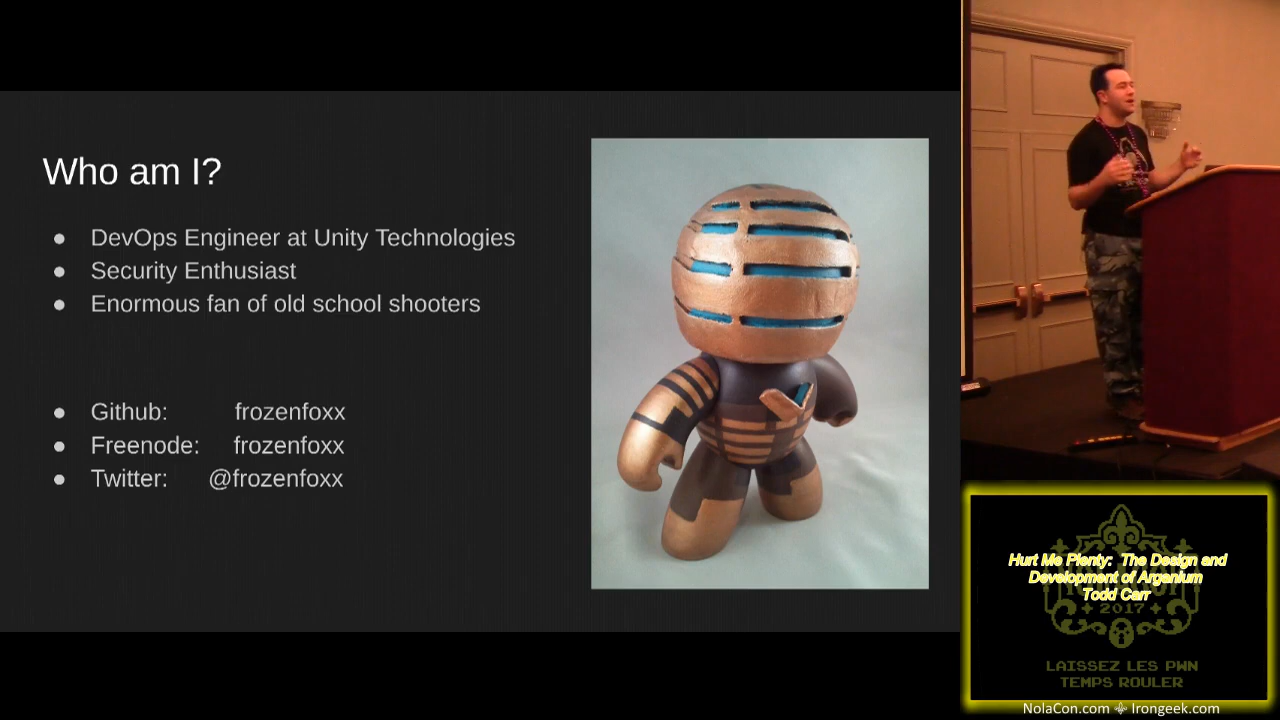 Who am I?
● DevOps Engineer at Unity Technologies
● Security Enthusiast
● Enormous fan of old school shooters
● Github: frozenfoxx
● Freenode: frozenfoxx
● Twitter: @frozenfoxx
Hurt Me Plenty: The Design and
Development of Arganium
Todd Carr
2017
LAISSEZ LES PWN
TEMPS ROULER
NolaCon.com ⚜ Irongeek.com